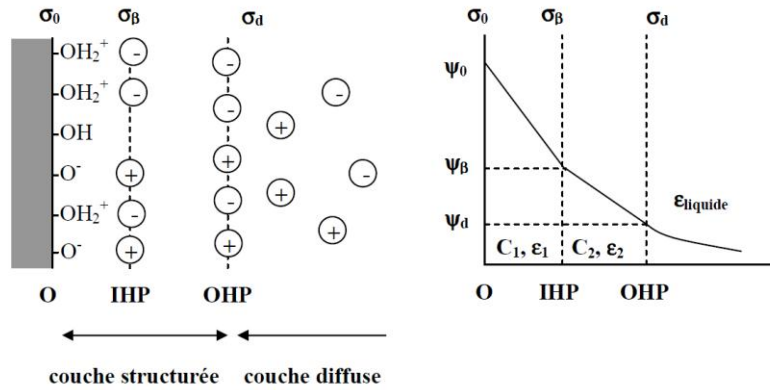 σ₀ σᵦ σd
OH₂⁺
OH₂⁺
OH
O⁻
OH₂⁺
O⁻
- - + - +
- - + - +
+ - + - +
O IHP OHP
couche structurée couche diffuse
σ₀ σᵦ σd
ψ₀
ψᵦ
ψd
εliquide
C₁, ε₁ C₂, ε₂
O IHP OHP